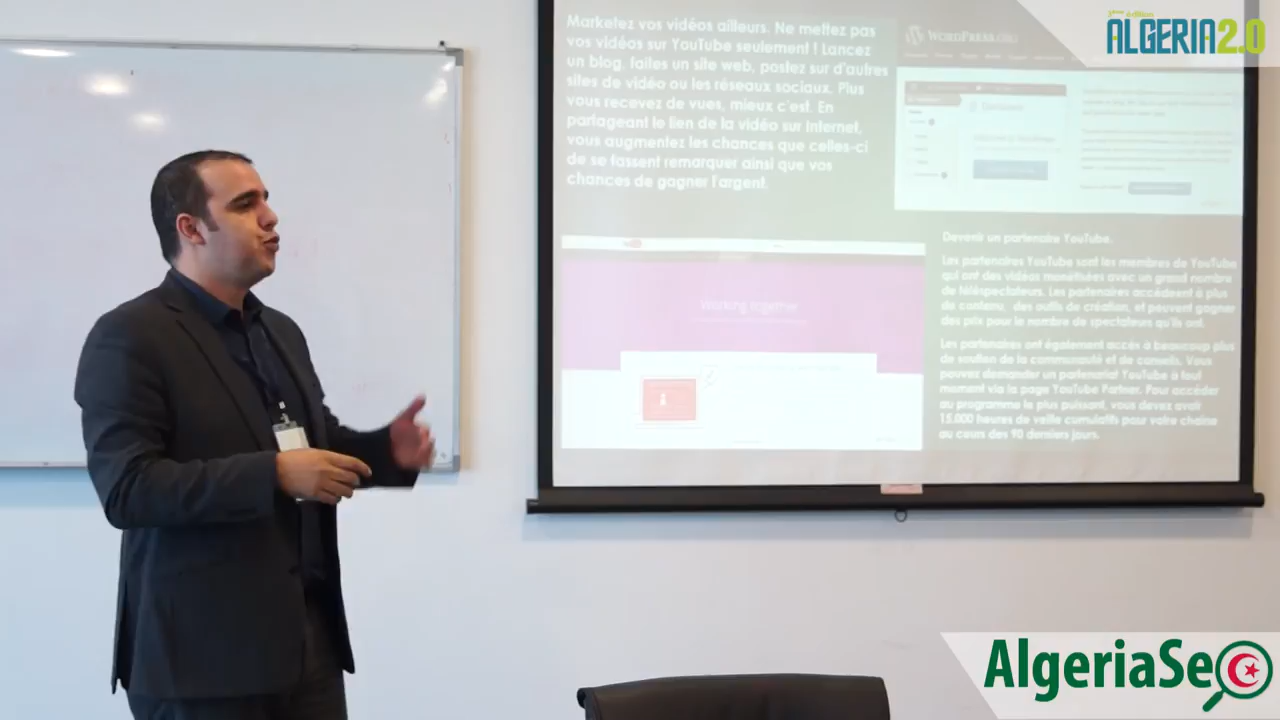 Marketez vos vidéos ailleurs. Ne mettez pas
vos vidéos sur YouTube seulement ! Lancez
un blog, faites un site web, postez sur d'autres
sites de vidéo ou les réseaux sociaux. Plus
vous recevez de vues, mieux c'est. En
partageant le lien de la vidéo sur Internet,
vous augmentez les chances que celles-ci
de se fassent remarquer ainsi que vos
chances de gagner l'argent.
WORDPRESS.ORG
5ème édition
ALGERIA2.0
Working together
Devenir un partenaire YouTube.
Les partenaires YouTube sont les membres de YouTube
qui ont des vidéos monétisées avec un grand nombre
de téléspectateurs. Les partenaires accèdent à plus
de contenu, des outils de création, et peuvent gagner
des prix pour le nombre de spectateurs qu'ils ont.
Les partenaires ont également accès à beaucoup plus
de soutien de la communauté et de conseils. Vous
pouvez demander un partenariat YouTube à tout
moment via la page YouTube Partner. Pour accéder
au programme le plus puissant, vous devez avoir
15.000 heures de veille cumulatifs pour votre chaîne
au cours des 90 derniers jours.
AlgeriaSeo